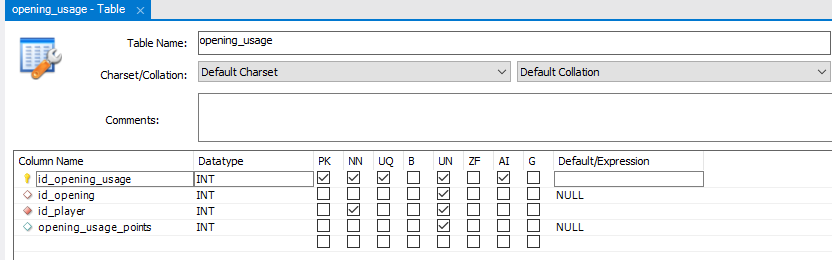 opening_usage - Table ×
Table Name: opening_usage
Charset/Collation: Default Charset Default Collation
Comments:
Column Name Datatype PK NN UQ B UN ZF AI G Default/Expression
id_opening_usage INT
id_opening INT NULL
id_player INT
opening_usage_points INT NULL